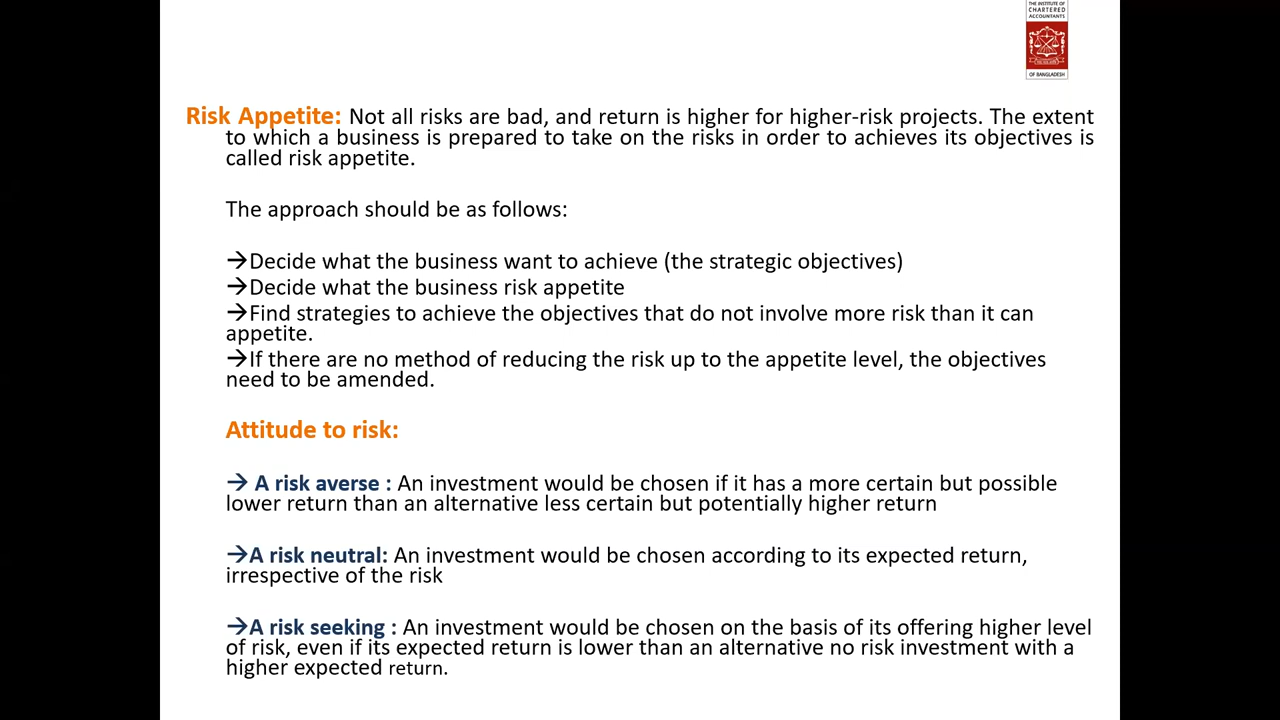 THE INSTITUTE OF
CHARTERED
ACCOUNTANTS
OF BANGLADESH
Risk Appetite: Not all risks are bad, and return is higher for higher-risk projects. The extent
to which a business is prepared to take on the risks in order to achieves its objectives is
called risk appetite.
The approach should be as follows:
→Decide what the business want to achieve (the strategic objectives)
→Decide what the business risk appetite
→Find strategies to achieve the objectives that do not involve more risk than it can
appetite.
→If there are no method of reducing the risk up to the appetite level, the objectives
need to be amended.
Attitude to risk:
→ A risk averse : An investment would be chosen if it has a more certain but possible
lower return than an alternative less certain but potentially higher return
→A risk neutral: An investment would be chosen according to its expected return,
irrespective of the risk
→A risk seeking : An investment would be chosen on the basis of its offering higher level
of risk, even if its expected return is lower than an alternative no risk investment with a
higher expected return.